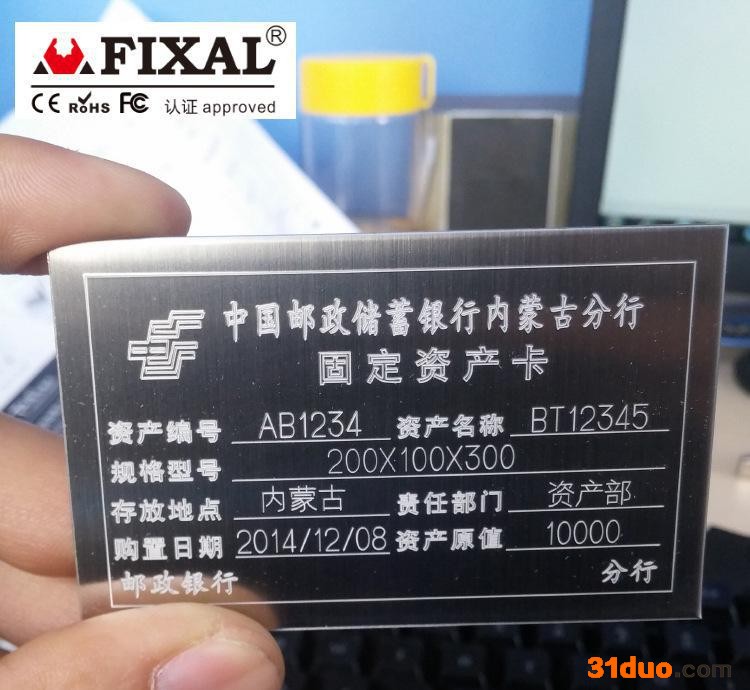 FIXAL®
CE RoHS FC 认证 approved
中国邮政储蓄银行内蒙古分行
固定资产卡
资产编号 AB1234 资产名称 BT12345
规格型号 200X100X300
存放地点 内蒙古 责任部门 资产部
购置日期 2014/12/08 资产原值 10000
邮政银行 分行
31duo.com